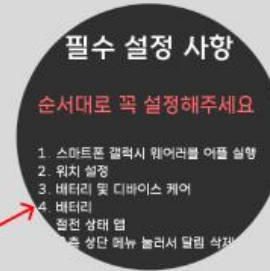 필수 설정 사항
순서대로 꼭 설정해주세요
1. 스마트폰 갤럭시 웨어러블 어플 실행
2. 위치 설정
3. 배터리 및 디바이스 케어
4. 배터리
절전 상태 앱
상단 메뉴 눌러서 달림 삭제